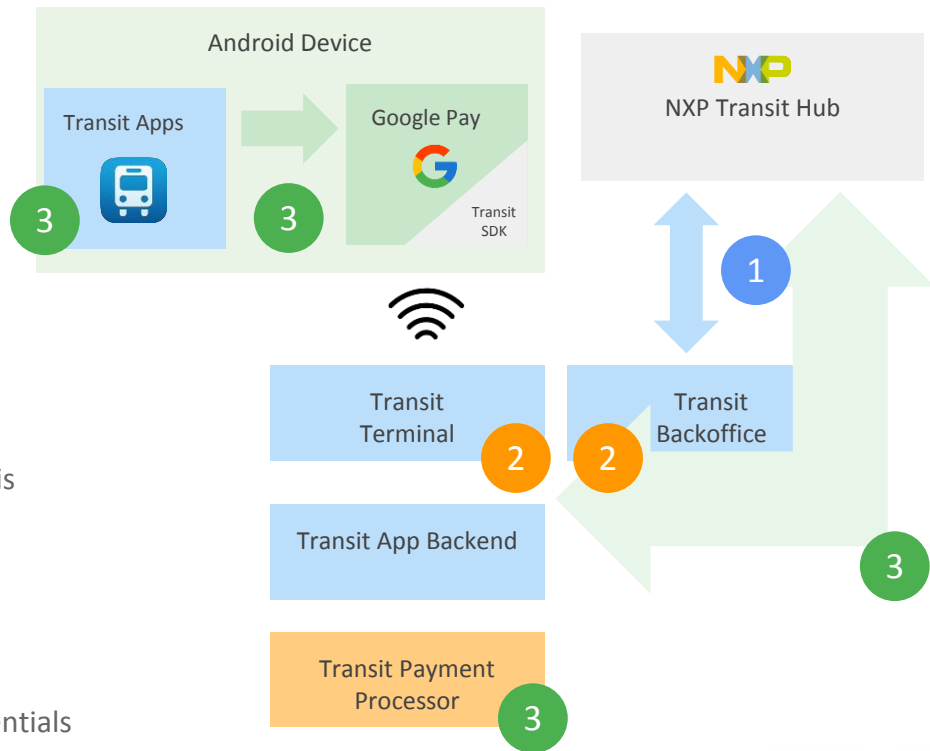 Android Device
Transit Apps
Google Pay
Transit
SDK
3
3
NXP
NXP Transit Hub
1
Transit
Terminal
2
Transit
Backoffice
2
is
Transit App Backend
3
Transit Payment
Processor
3